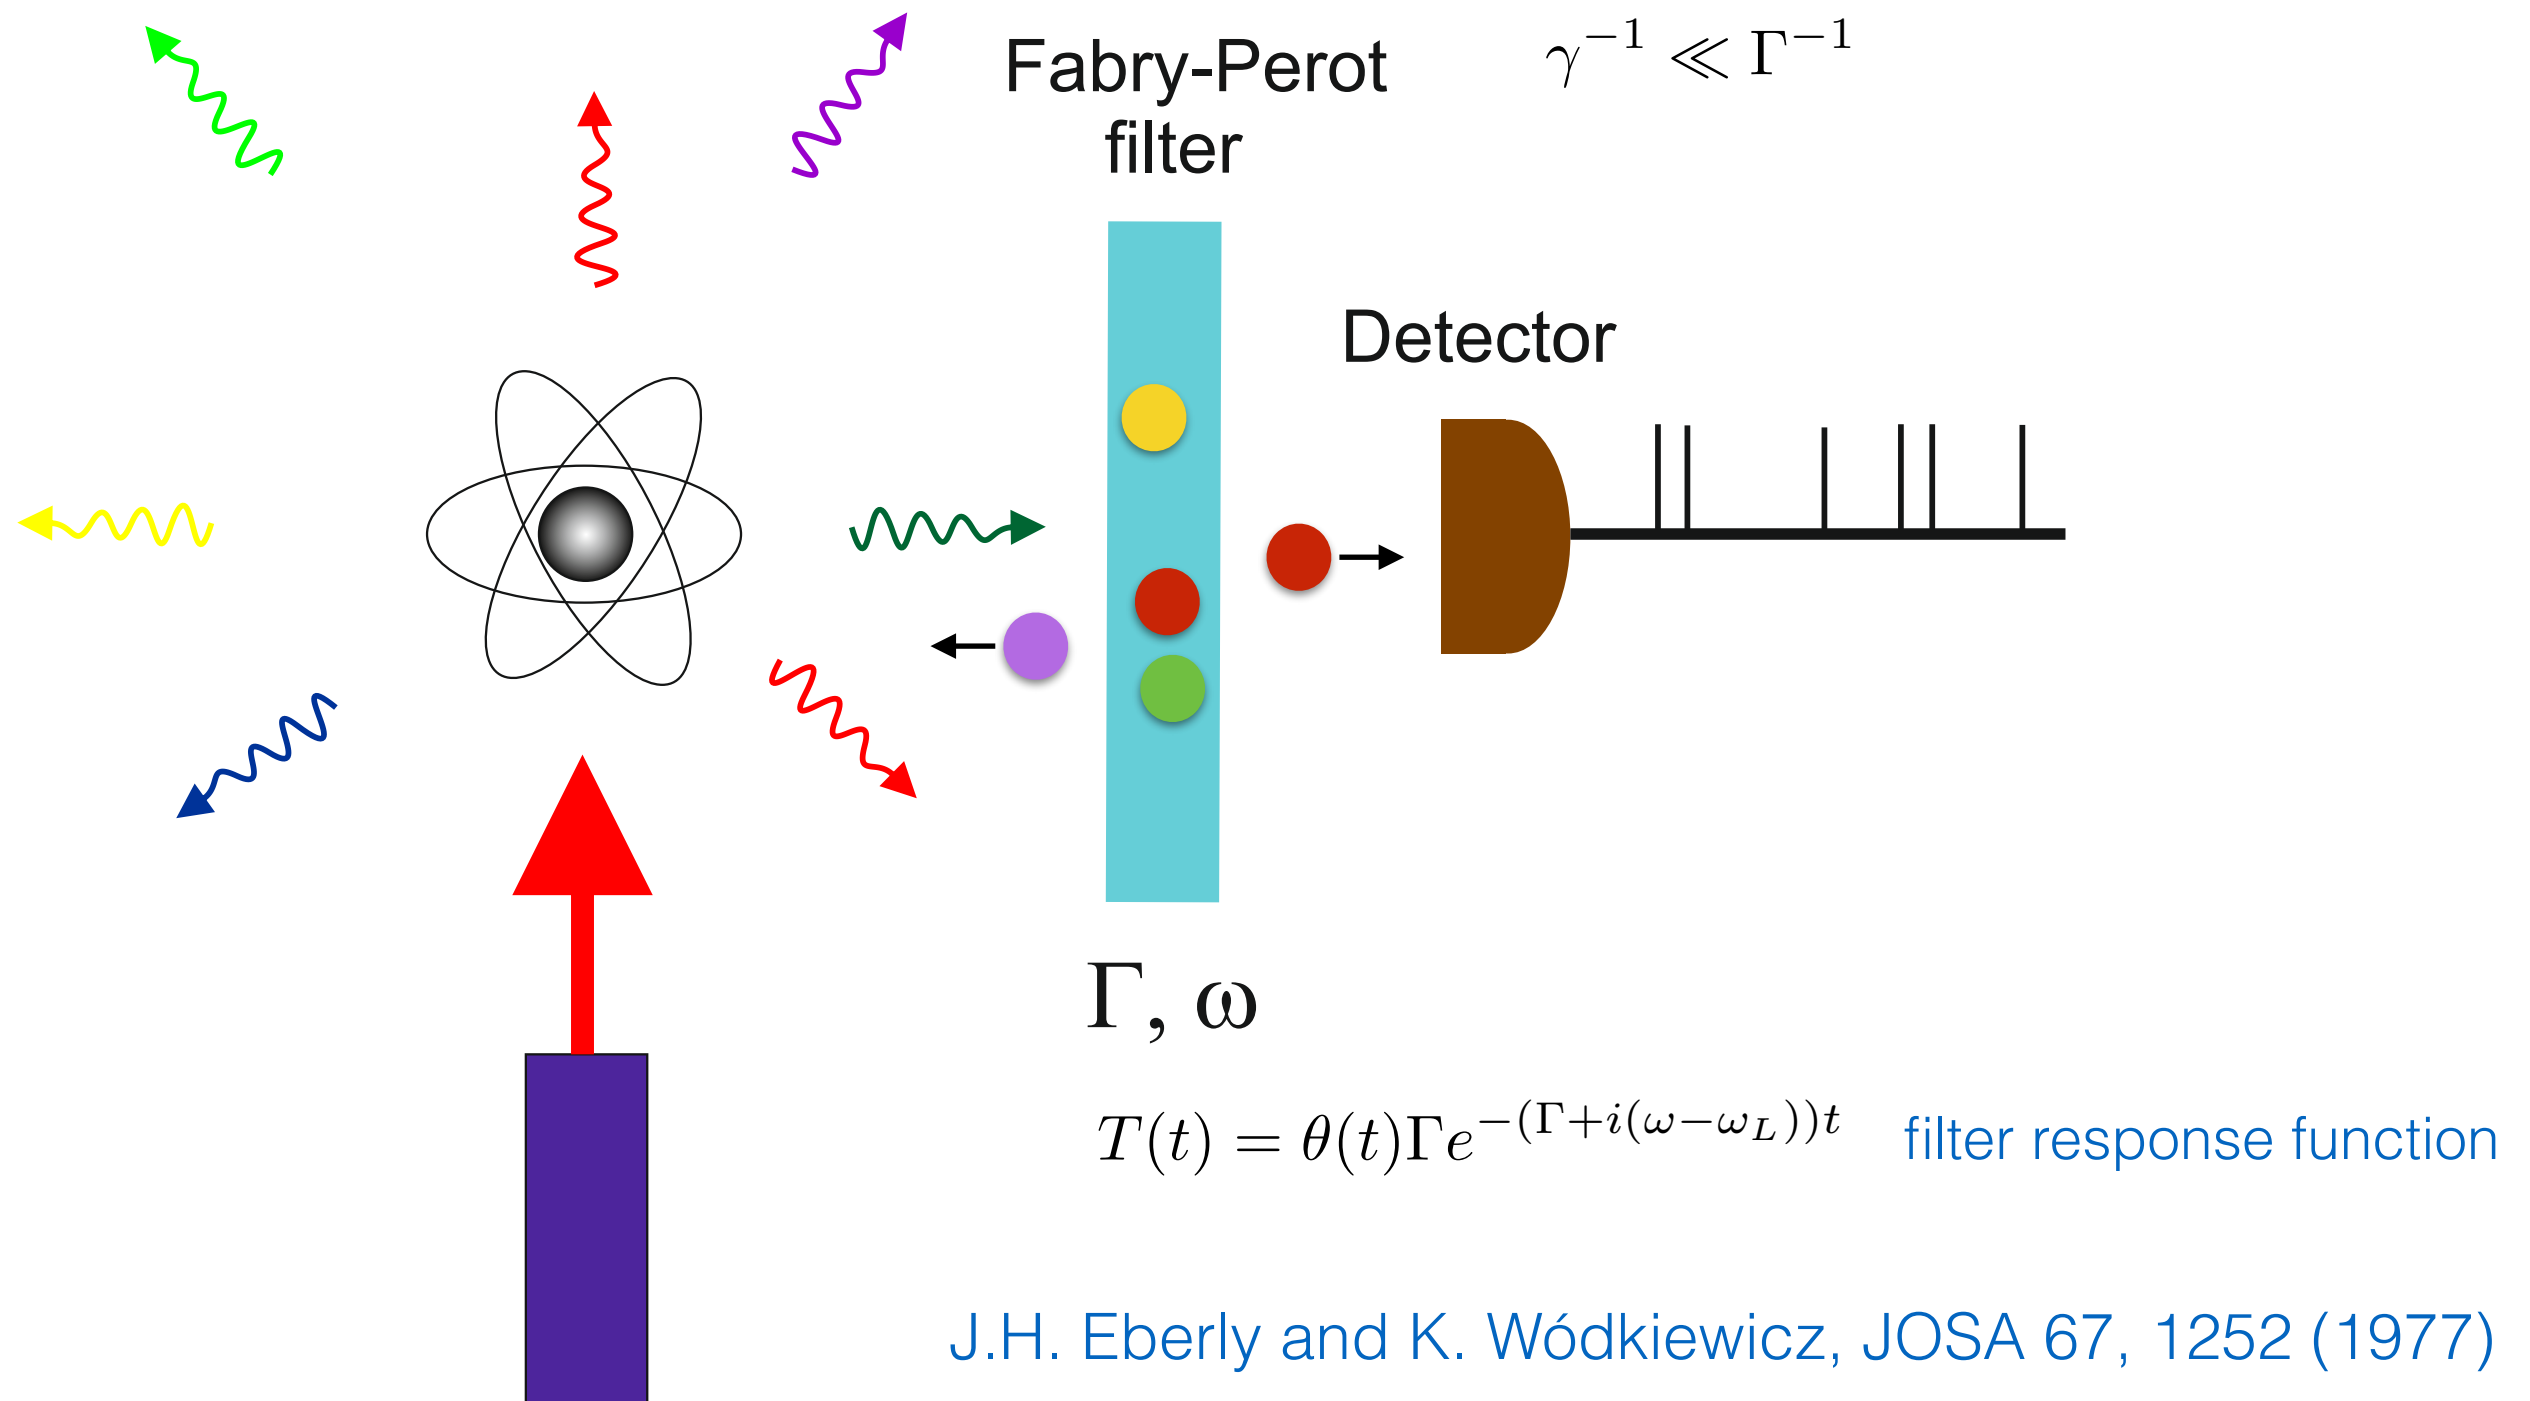 Fabry-Perot
filter
γ⁻¹ ≪ Γ⁻¹
Detector
Γ, ω
T(t) = θ(t)Γe^{−(Γ+i(ω−ω_L))t} filter response function
J.H. Eberly and K. Wódkiewicz, JOSA 67, 1252 (1977)